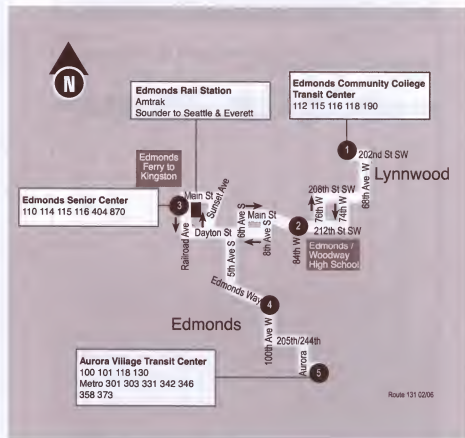 N
Edmonds Rail Station
Amtrak
Sounder to Seattle & Everett
Edmonds Community College
Transit Center
112 115 116 118 190
1
202nd St SW
Lynnwood
68th Ave W
Edmonds
Ferry to
Kingston
Edmonds Senior Center
110 114 115 116 404 870
3
Main St
Sunset Ave
6th Ave S
Main St
208th St SW
76th W
74th W
2
212th St SW
Dayton St
Railroad Ave
5th Ave S
8th Ave S
84th W
Edmonds /
Woodway
High School
Edmonds Way
4
Edmonds
100th Ave W
205th/244th
Aurora
5
Aurora Village Transit Center
100 101 118 130
Metro 301 303 331 342 346
358 373
Route 131 02/06